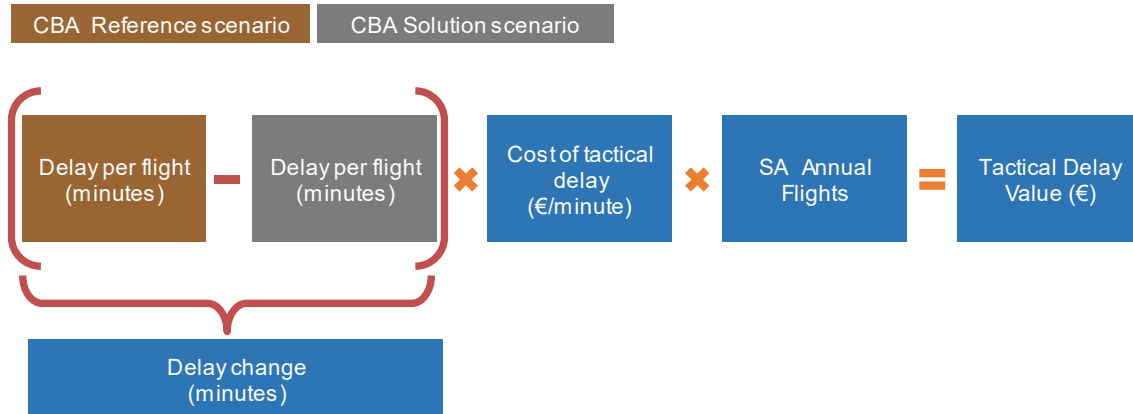 CBA Reference scenario
CBA Solution scenario
Delay per flight
(minutes)
Delay per flight
(minutes)
Cost of tactical
delay
(€/minute)
SA Annual
Flights
Tactical Delay
Value (€)
Delay change
(minutes)